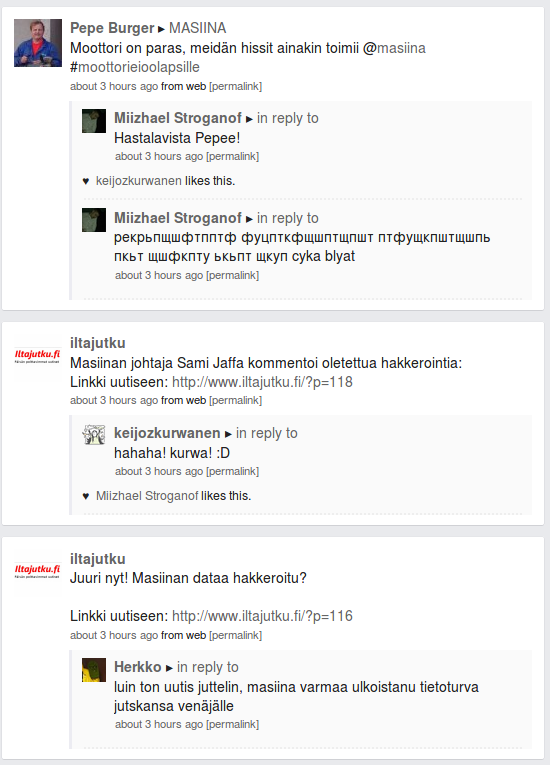 Pepe Burger ▸ MASIINA
Moottori on paras, meidän hissit ainakin toimii @masiina
#moottorieioolapsille
about 3 hours ago from web [permalink]
Miizhael Stroganof ▸ in reply to
Hastalavista Pepee!
about 3 hours ago [permalink]
♥ keijozkurwanen likes this.
Miizhael Stroganof ▸ in reply to
рекрьпщшфтпптф фуцпткфщшптщпшт птфущкпштщшпь
пкьт щшфкпту ькьпт щкуп cyka blyat
about 3 hours ago [permalink]
iltajutku
Iltajutku.fi
Masiinan johtaja Sami Jaffa kommentoi oletettua hakkerointia:
Linkki uutiseen: http://www.iltajutku.fi/?p=118
about 3 hours ago from web [permalink]
keijozkurwanen ▸ in reply to
hahaha! kurwa! :D
about 3 hours ago [permalink]
♥ Miizhael Stroganof likes this.
iltajutku
Iltajutku.fi
Juuri nyt! Masiinan dataa hakkeroitu?
Linkki uutiseen: http://www.iltajutku.fi/?p=116
about 3 hours ago from web [permalink]
Herkko ▸ in reply to
luin ton uutis juttelin, masiina varmaa ulkoistanu tietoturva
jutskansa venäjälle
about 3 hours ago [permalink]